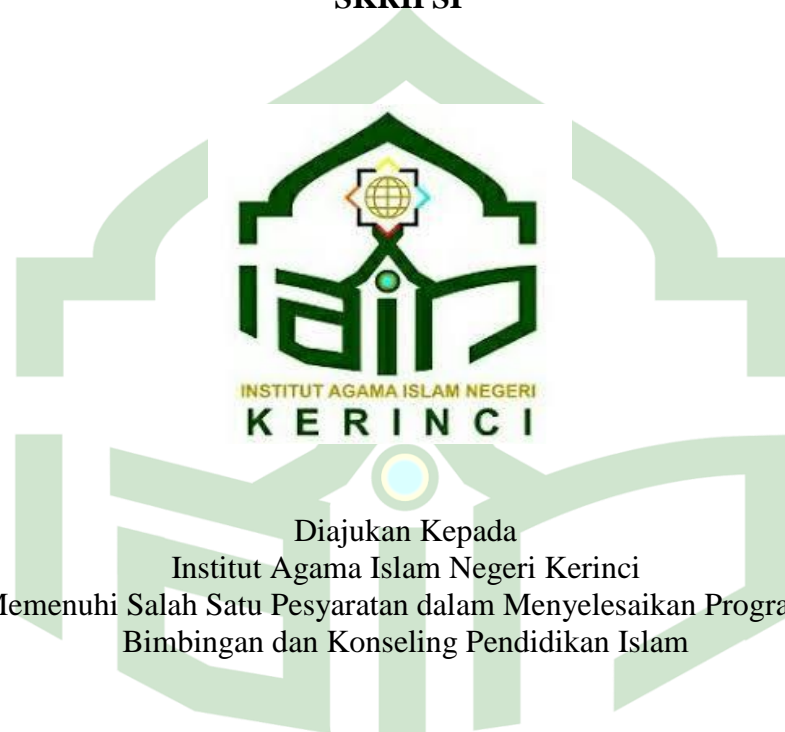 SKRIPSI
iain
INSTITUT AGAMA ISLAM NEGERI
KERINCI
Diajukan Kepada
Institut Agama Islam Negeri Kerinci
Memenuhi Salah Satu Pesyaratan dalam Menyelesaikan Progra
Bimbingan dan Konseling Pendidikan Islam